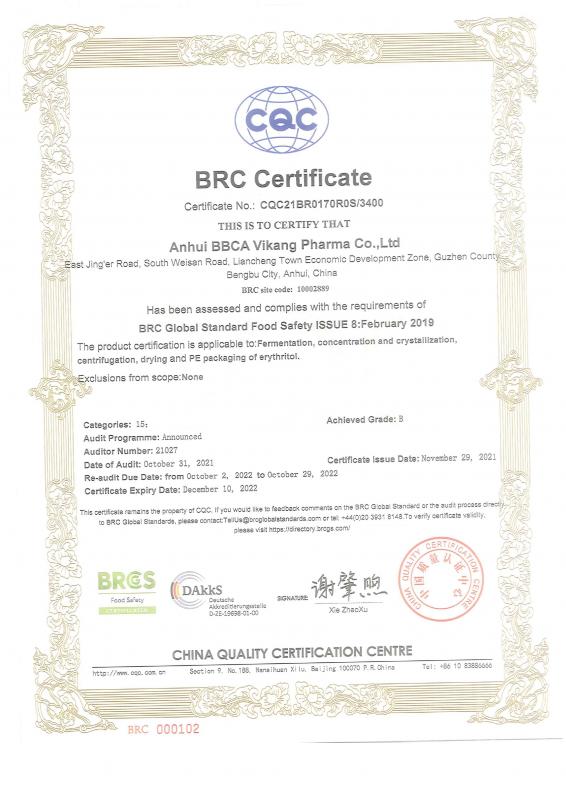 CQC
BRC Certificate
Certificate No.: CQC21BR0170R0S/3400
THIS IS TO CERTIFY THAT
Anhui BBCA Vikang Pharma Co.,Ltd
East Jing'er Road, South Weisan Road, Liancheng Town Economic Development Zone, Guzhen County
Bengbu City, Anhui, China
BRC site code: 10002889
Has been assessed and complies with the requirements of
BRC Global Standard Food Safety ISSUE 8:February 2019
The product certification is applicable to:Fermentation, concentration and crystallization,
centrifugation, drying and PE packaging of erythritol.
Exclusions from scope:None
Categories: 15;
Achieved Grade: B
Audit Programme: Announced
Auditor Number: 21027
Date of Audit: October 31, 2021
Certificate Issue Date: November 29, 2021
Re-audit Due Date: from October 2, 2022 to October 29, 2022
Certificate Expiry Date: December 10, 2022
This certificate remains the property of CQC. If you would like to feedback comments on the BRC Global Standard or the audit process directly
to BRC Global Standards, please contact:TellUs@brcglobalstandards.com or tel: +44(0)20 3931 8148.To verify certificate validity,
please visit https://directory.brcgs.com/
BRCGS
Food Safety
CERTIFICATED
DAkkS
Deutsche
Akkreditierungsstelle
D-ZE-19698-01-00
SIGNATURE:
谢肇煦
Xie ZhaoXu
CHINA QUALITY CERTIFICATION CENTRE
中国质量认证中心
CHINA QUALITY CERTIFICATION CENTRE
http://www.cqc.com.cn
Section 9, No.188, Nansihuan Xilu, Beijing 100070 P.R.China
Tel: +86 10 83886666
BRC 000102